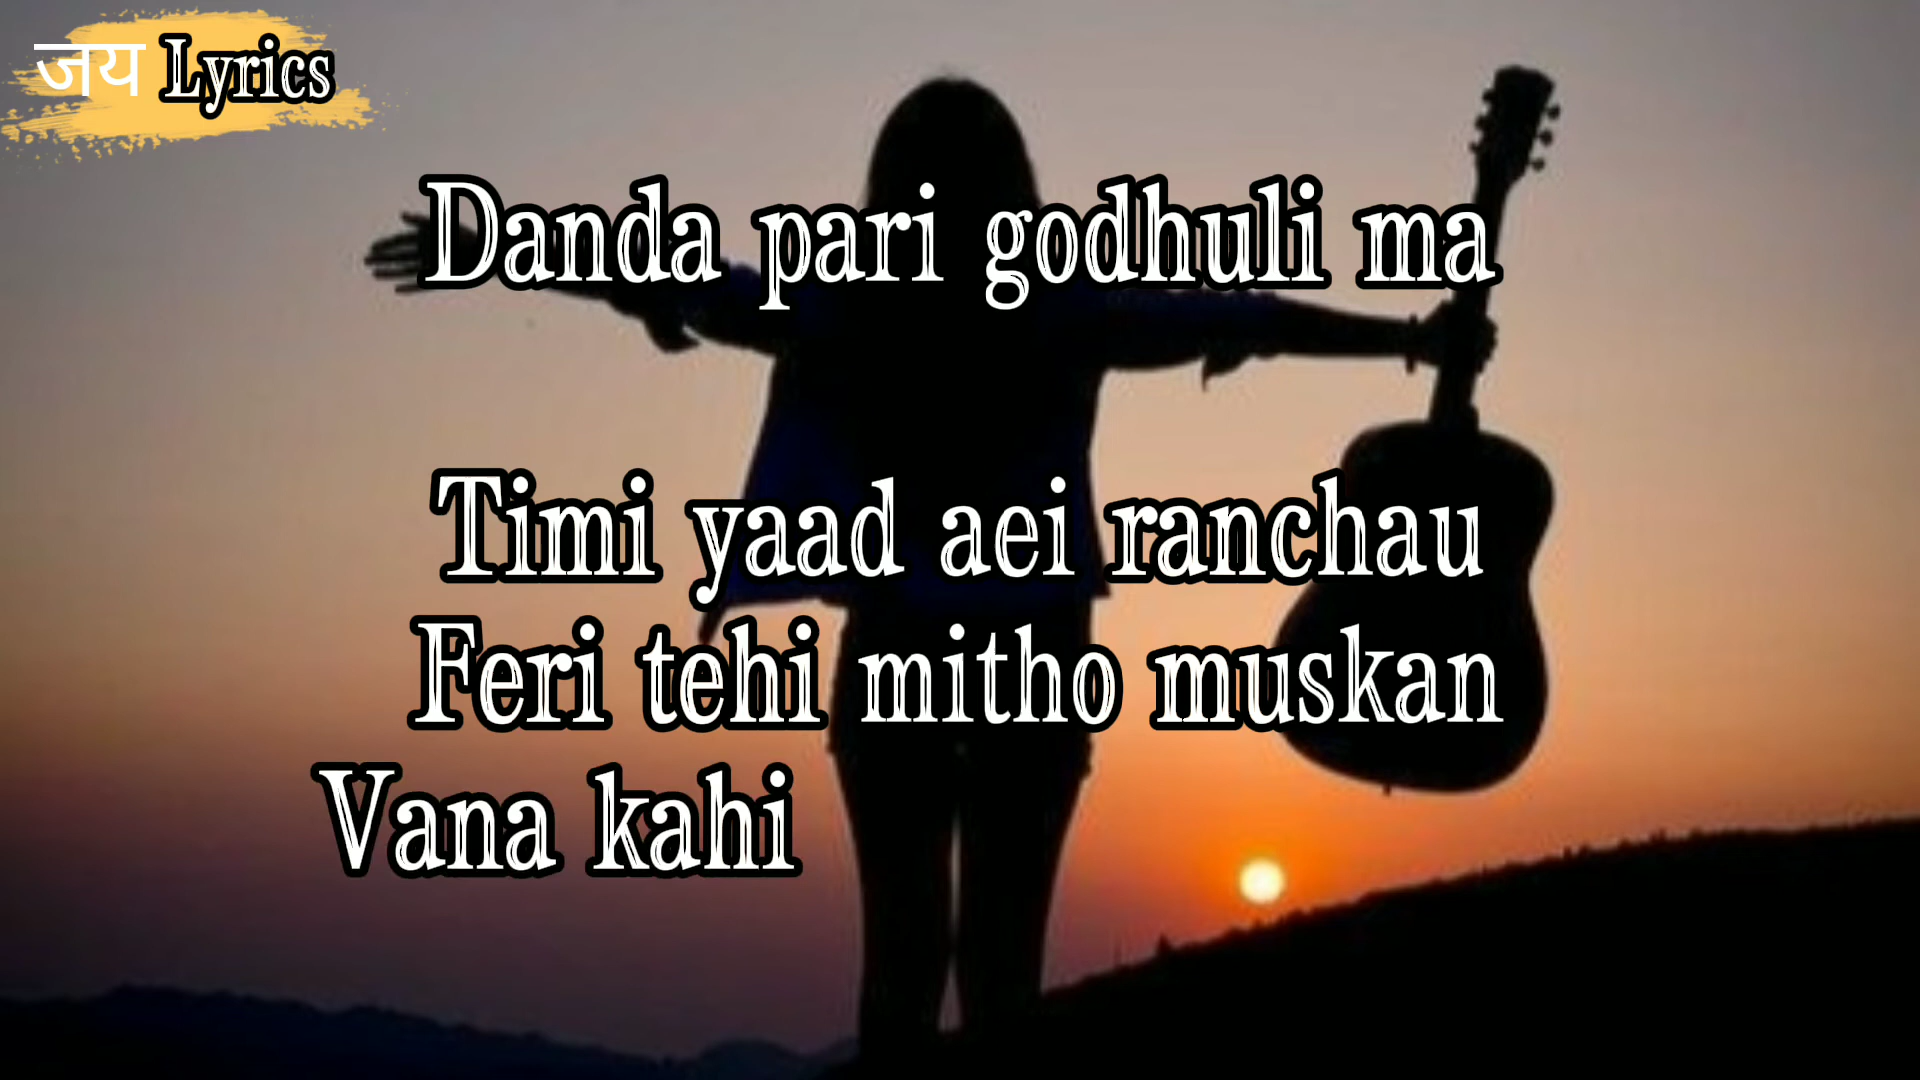 जय Lyrics
Danda pari godhuli ma
Timi yaad aei ranchau
Feri tehi mitho muskan
Vana kahi